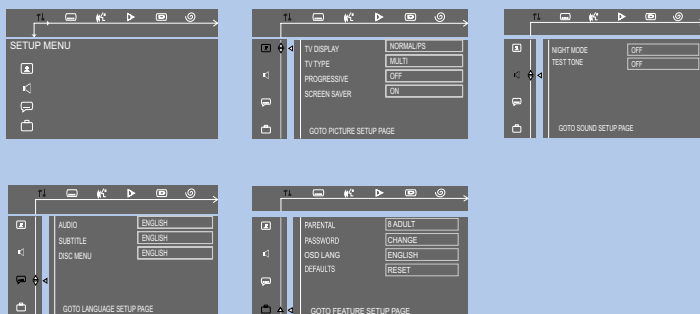 SETUP MENU
TV DISPLAY NORMAL/PS
TV TYPE MULTI
PROGRESSIVE OFF
SCREEN SAVER ON
GOTO PICTURE SETUP PAGE
NIGHT MODE OFF
TEST TONE OFF
GOTO SOUND SETUP PAGE
AUDIO ENGLISH
SUBTITLE ENGLISH
DISC MENU ENGLISH
GOTO LANGUAGE SETUP PAGE
PARENTAL 8 ADULT
PASSWORD CHANGE
OSD LANG ENGLISH
DEFAULTS RESET
GOTO FEATURE SETUP PAGE